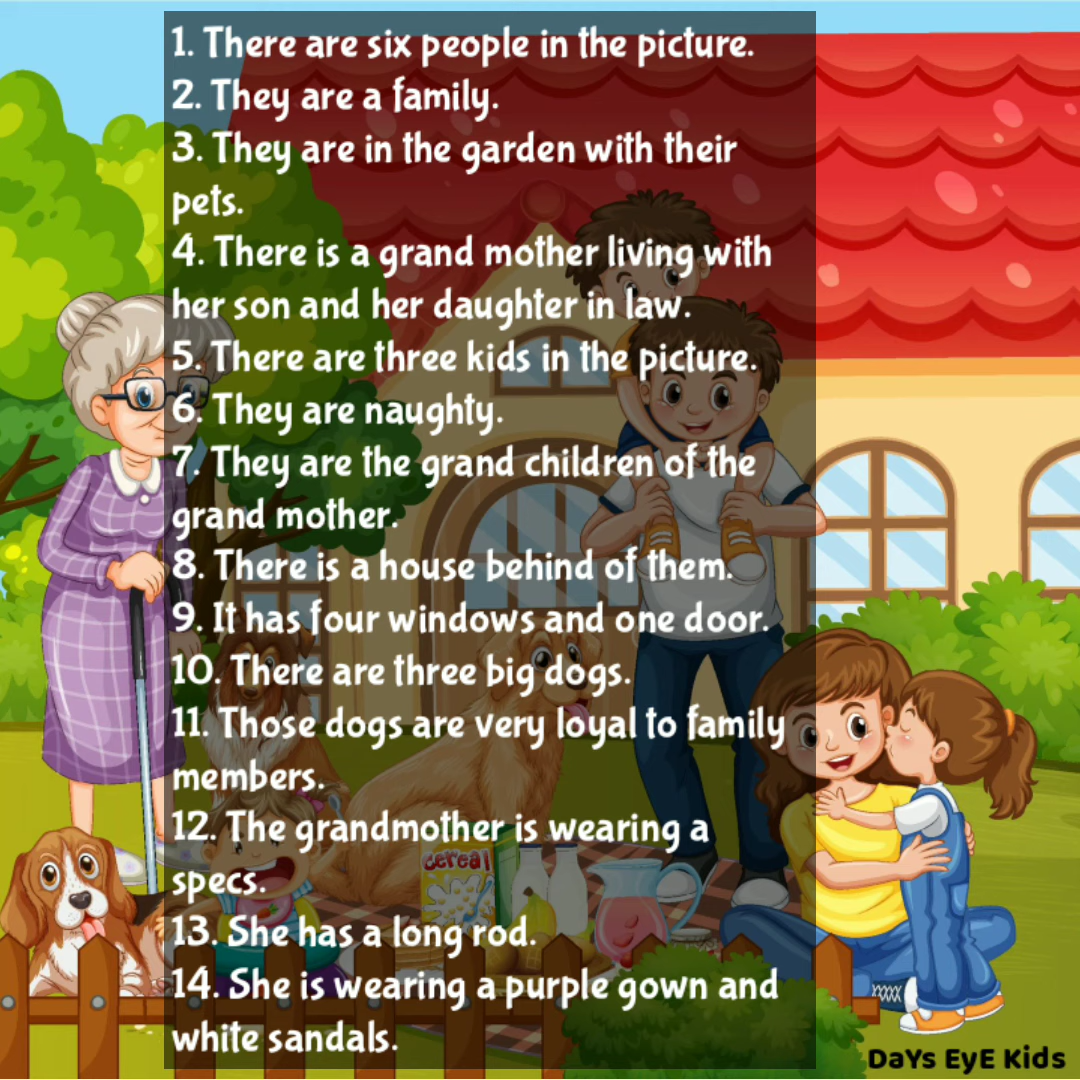 1. There are six people in the picture.
2. They are a family.
3. They are in the garden with their
pets.
4. There is a grand mother living with
her son and her daughter in law.
5. There are three kids in the picture.
6. They are naughty.
7. They are the grand children of the
grand mother.
8. There is a house behind of them.
9. It has four windows and one door.
10. There are three big dogs.
11. Those dogs are very loyal to family
members.
12. The grandmother is wearing a
specs.
cereal
13. She has a long rod.
14. She is wearing a purple gown and
white sandals.
DaYs EyE Kids